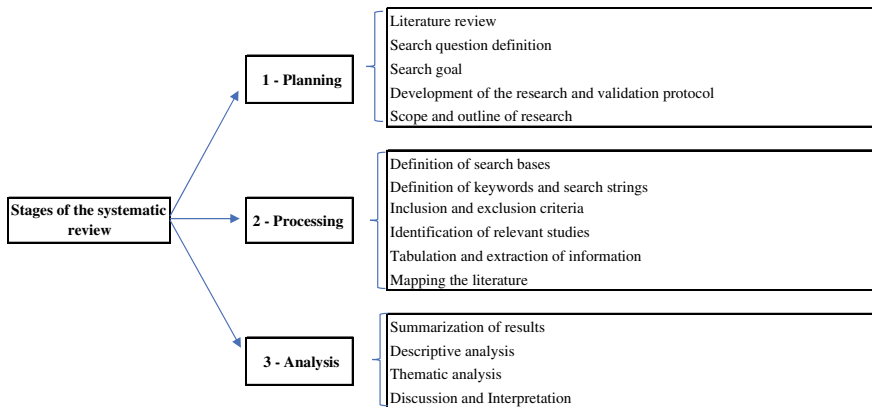 Stages of the systematic
review
1 - Planning
Literature review
Search question definition
Search goal
Development of the research and validation protocol
Scope and outline of research
2 - Processing
Definition of search bases
Definition of keywords and search strings
Inclusion and exclusion criteria
Identification of relevant studies
Tabulation and extraction of information
Mapping the literature
3 - Analysis
Summarization of results
Descriptive analysis
Thematic analysis
Discussion and Interpretation